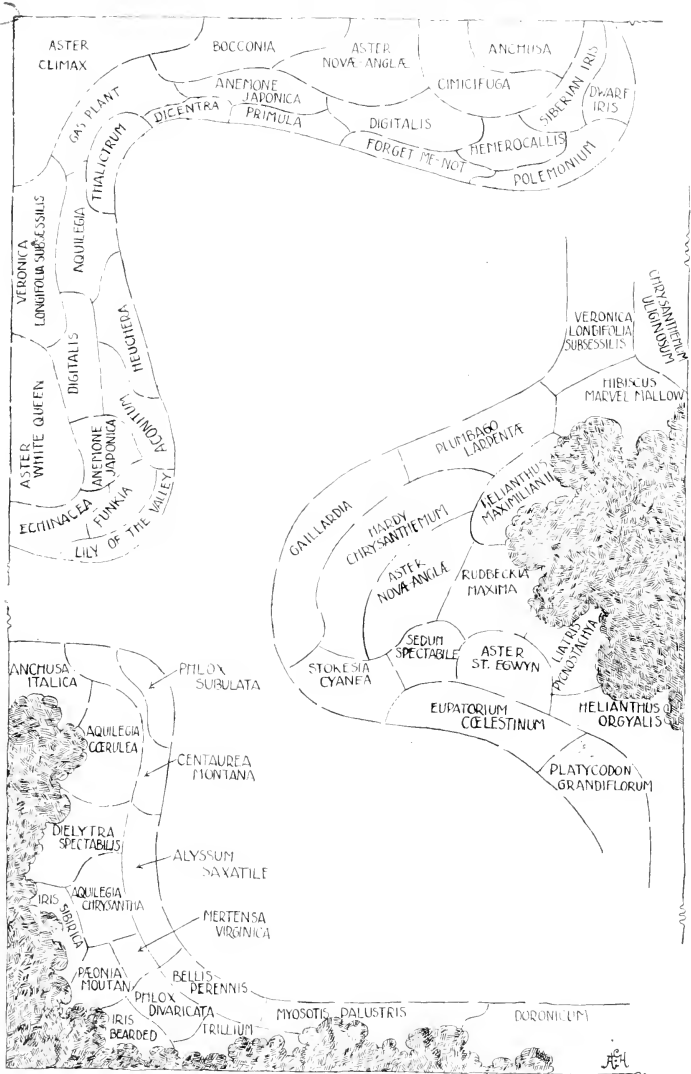 ASTER
CLIMAX
BOCCONIA
ASTER
NOVÆ-ANGLÆ
ANCHUSA
SIBERIAN IRIS
DWARF
IRIS
CIMICIFUGA
ANEMONE
JAPONICA
GAS PLANT
DICENTRA
PRIMULA
DIGITALIS
HEMEROCALLIS
FORGET-ME-NOT
POLEMONIUM
THALICTRUM
VERONICA
LONGIFOLIA SUBSESSILIS
AQUILEGIA
HEUCHERA
DIGITALIS
ASTER
WHITE QUEEN
ANEMONE
JAPONICA
ACONITUM
ECHINACEA
FUNKIA
LILY OF THE VALLEY
VERONICA
LONGIFOLIA
SUBSESSILIS
CHRYSANTHEMUM
ULIGINOSUM
HIBISCUS
MARVEL MALLOW
PLUMBAGO
LARPENTÆ
HELIANTHUS
MAXIMILIANII
GAILLARDIA
HARDY
CHRYSANTHEMUM
ASTER
NOVÆ-ANGLÆ
RUDBECKIA
MAXIMA
LIATRIS
PYCNOSTACHYA
SEDUM
SPECTABILE
ASTER
ST. EGWYN
STOKESIA
CYANEA
EUPATORIUM
CŒLESTINUM
HELIANTHUS
ORGYALIS
PLATYCODON
GRANDIFLORUM
ANCHUSA
ITALICA
PHLOX
SUBULATA
AQUILEGIA
CŒRULEA
CENTAUREA
MONTANA
DIELYTRA
SPECTABILIS
ALYSSUM
SAXATILE
IRIS SIBIRICA
AQUILEGIA
CHRYSANTHA
MERTENSA
VIRGINICA
PÆONIA
MOUTAN
BELLIS
PERENNIS
PHLOX
DIVARICATA
IRIS
BEARDED
TRILLIUM
MYOSOTIS PALUSTRIS
DORONICUM